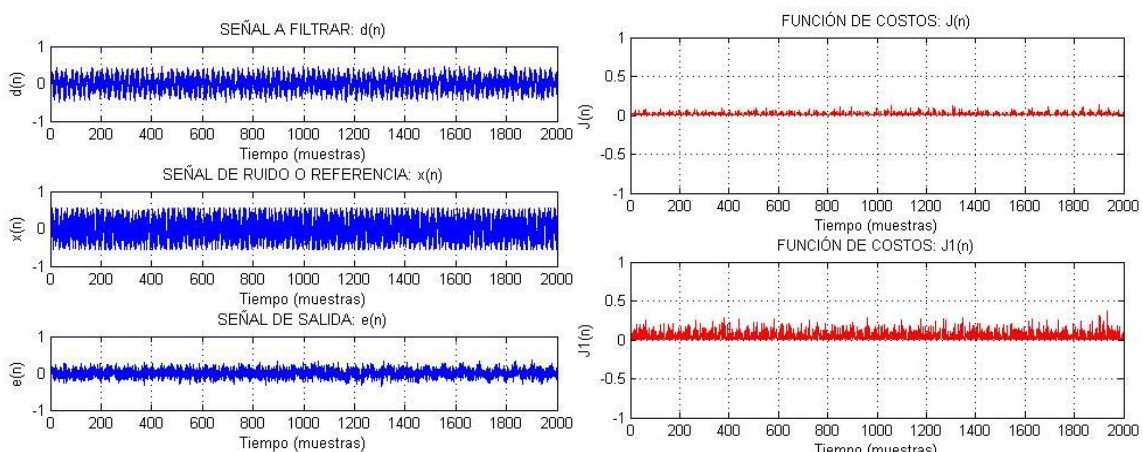 SEÑAL A FILTRAR: d(n)
1
0
-1
d(n)
0 200 400 600 800 1000 1200 1400 1600 1800 2000
Tiempo (muestras)
SEÑAL DE RUIDO O REFERENCIA: x(n)
1
0
-1
x(n)
0 200 400 600 800 1000 1200 1400 1600 1800 2000
Tiempo (muestras)
SEÑAL DE SALIDA: e(n)
1
0
-1
e(n)
0 200 400 600 800 1000 1200 1400 1600 1800 2000
Tiempo (muestras)
FUNCIÓN DE COSTOS: J(n)
1
0.5
0
-0.5
-1
J(n)
0 200 400 600 800 1000 1200 1400 1600 1800 2000
Tiempo (muestras)
FUNCIÓN DE COSTOS: J1(n)
1
0.5
0
-0.5
-1
J1(n)
0 200 400 600 800 1000 1200 1400 1600 1800 2000
Tiempo (muestras)